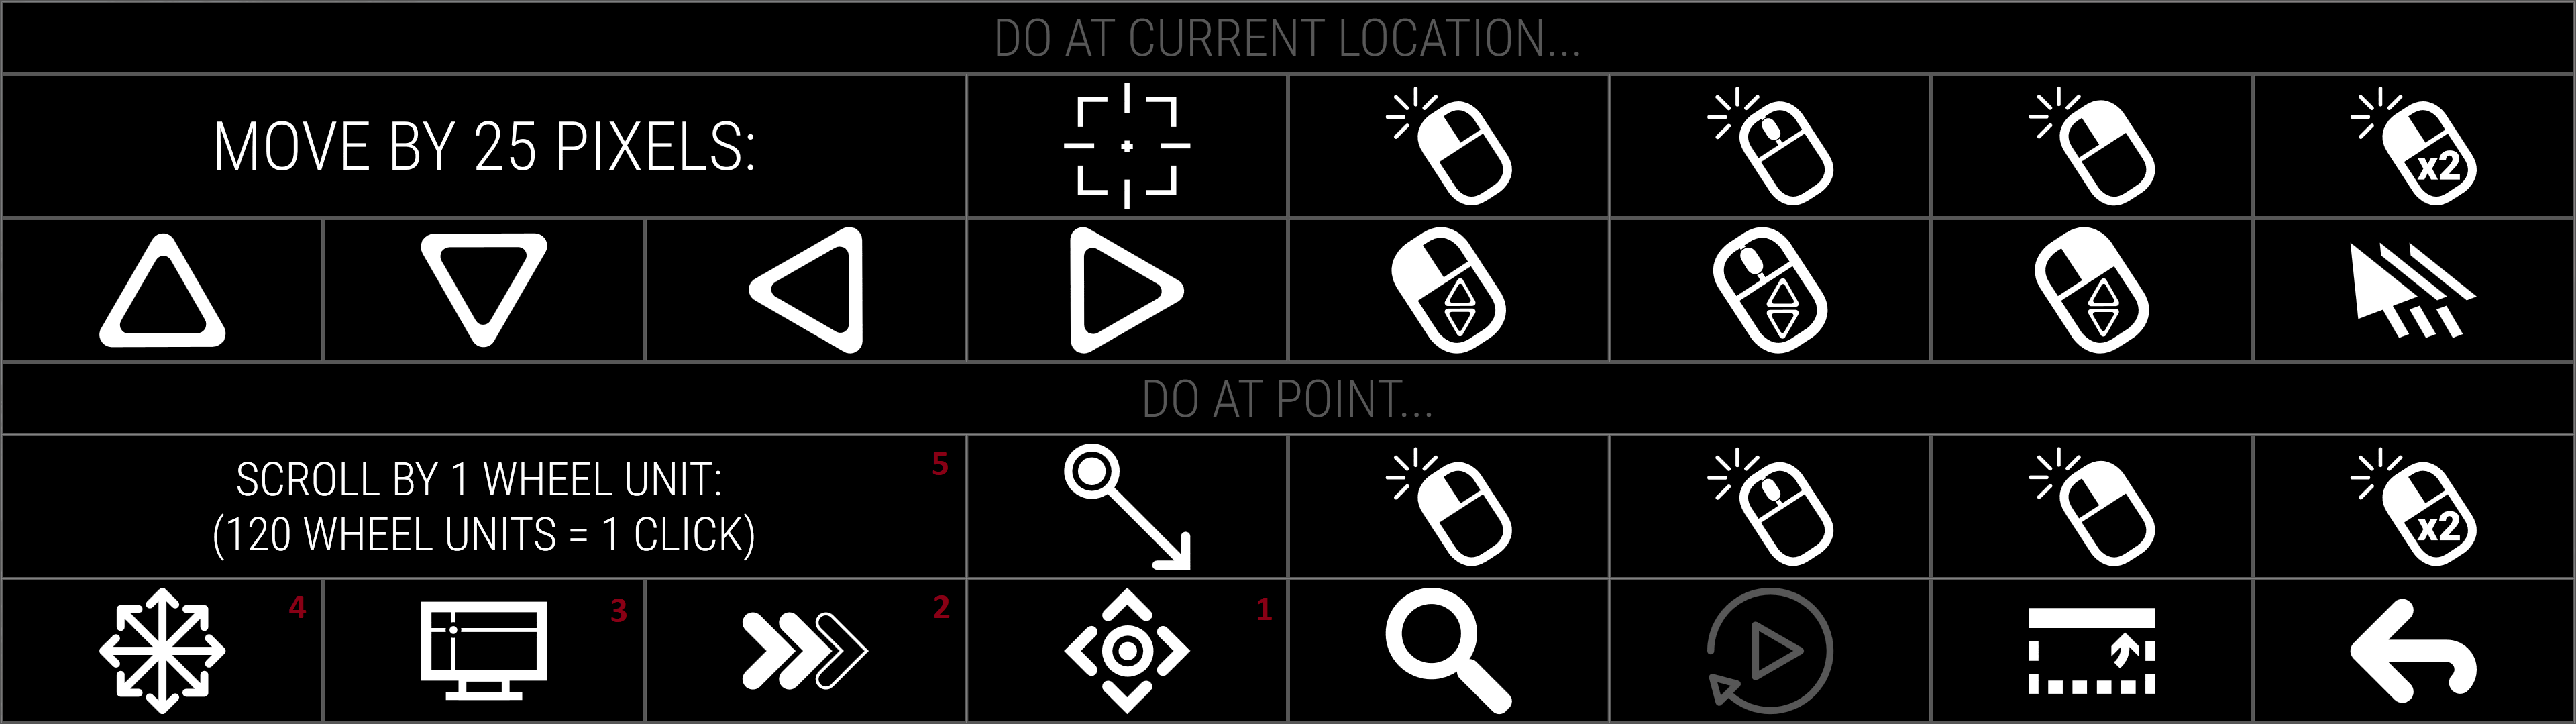 DO AT CURRENT LOCATION...
MOVE BY 25 PIXELS:
x2
DO AT POINT...
SCROLL BY 1 WHEEL UNIT:
(120 WHEEL UNITS = 1 CLICK)
5
x2
4
3
2
1